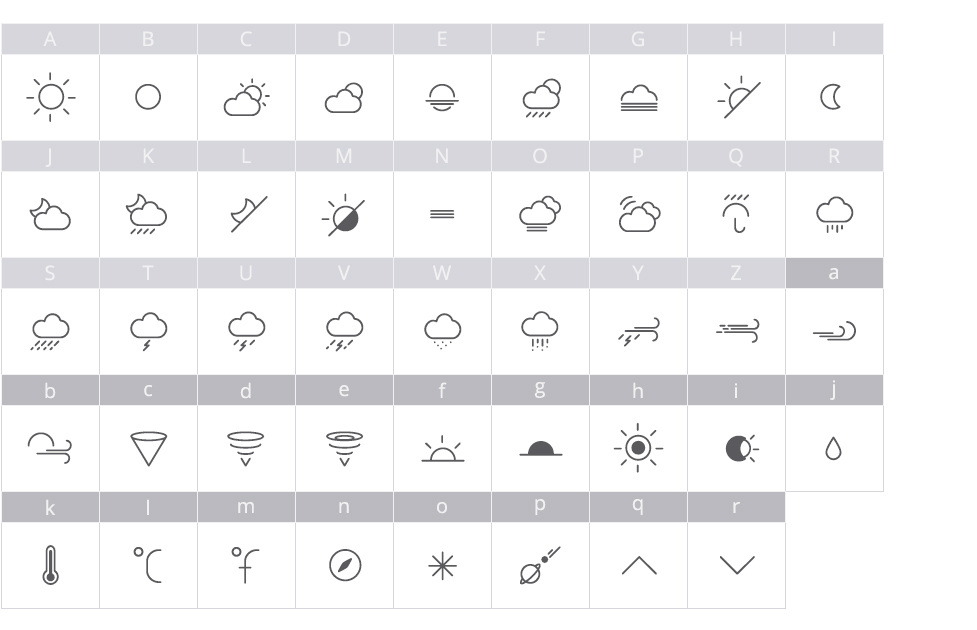 A B C D E F G H I
J K L M N O P Q R
S T U V W X Y Z a
b c d e f g h i j
k l m n o p q r